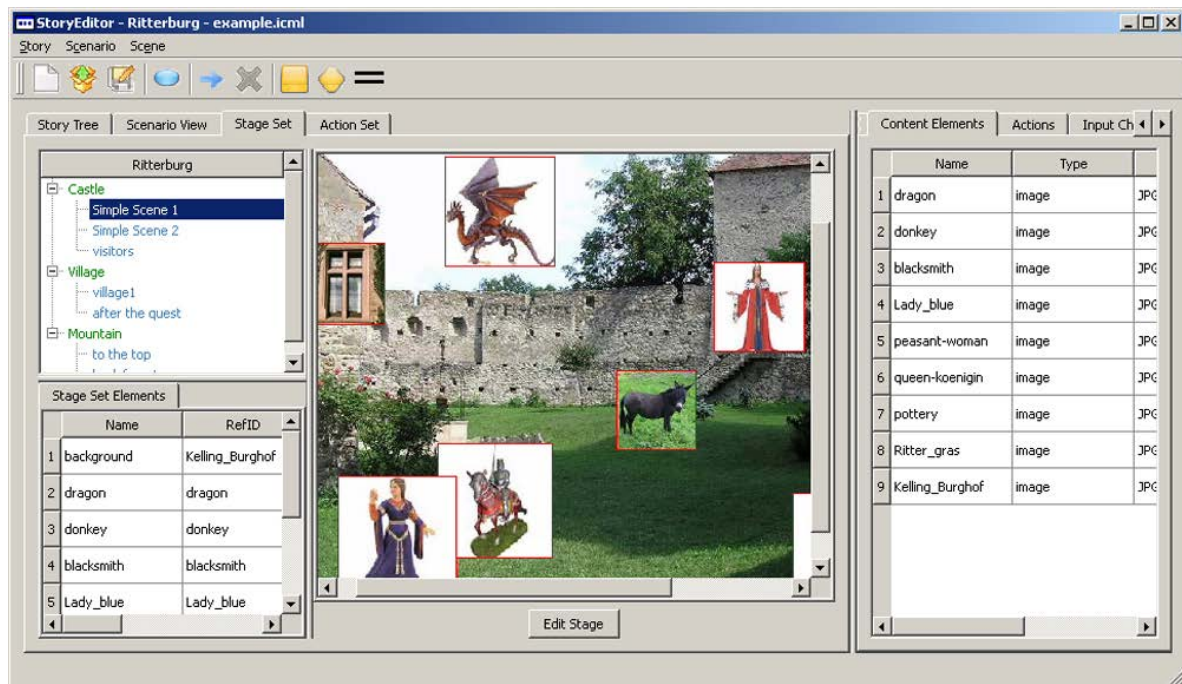 StoryEditor - Ritterburg - example.icml
Story Scenario Scene
Story Tree Scenario View Stage Set Action Set
Ritterburg
Castle
Simple Scene 1
Simple Scene 2
visitors
Village
village1
after the quest
Mountain
to the top
Stage Set Elements
Name RefID
1 background Kelling_Burghof
2 dragon dragon
3 donkey donkey
4 blacksmith blacksmith
5 Lady_blue Lady_blue
Edit Stage
Content Elements Actions Input Ch
Name Type
1 dragon image JPG
2 donkey image JPG
3 blacksmith image JPG
4 Lady_blue image JPG
5 peasant-woman image JPG
6 queen-koenigin image JPG
7 pottery image JPG
8 Ritter_gras image JPG
9 Kelling_Burghof image JPG